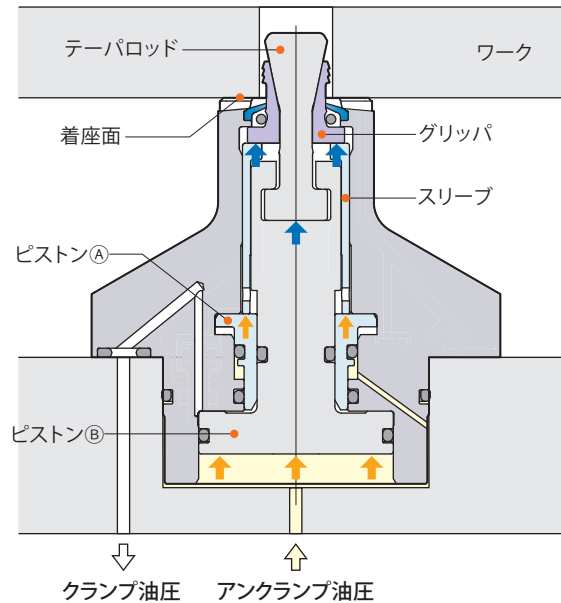 テーパロッド
ワーク
着座面
グリッパ
スリーブ
ピストンⒶ
ピストンⒷ
クランプ油圧
アンクランプ油圧